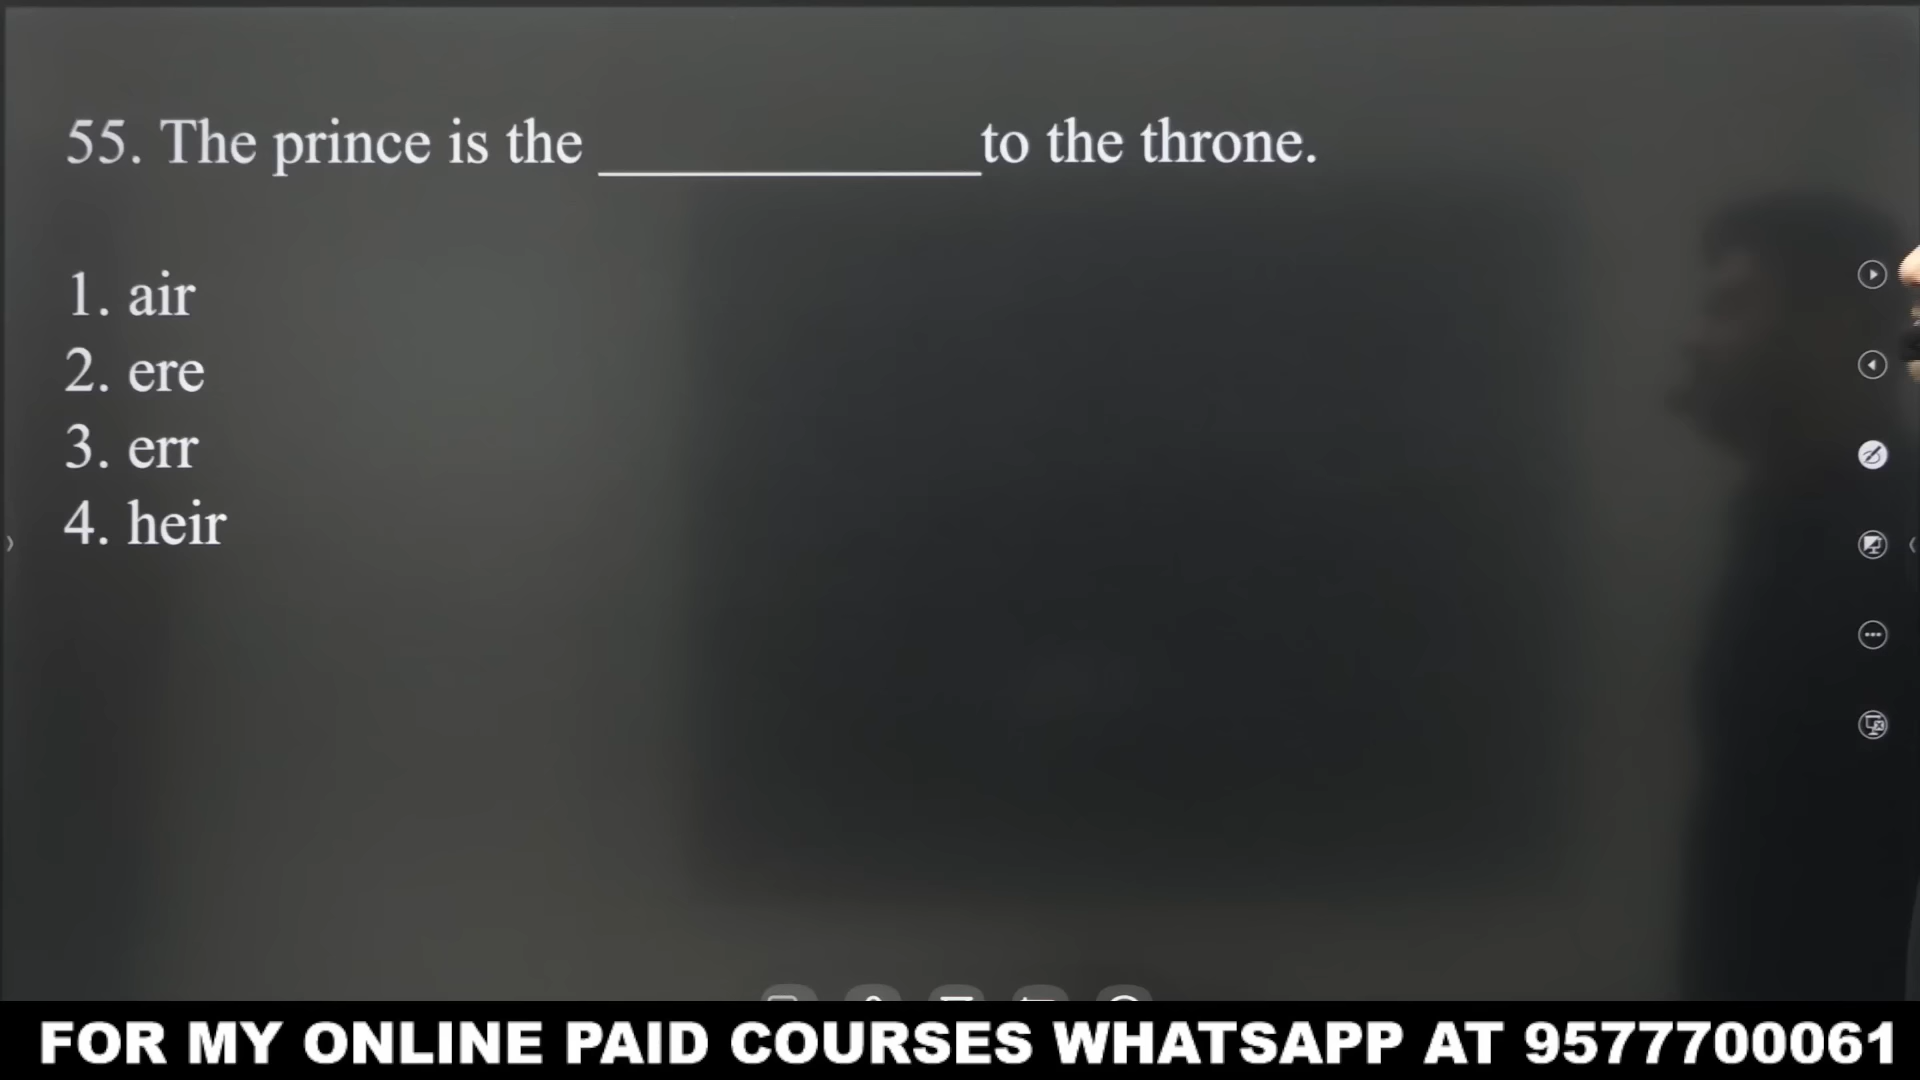 55. The prince is the ____________ to the throne.
1. air
2. ere
3. err
4. heir
FOR MY ONLINE PAID COURSES WHATSAPP AT 9577700061